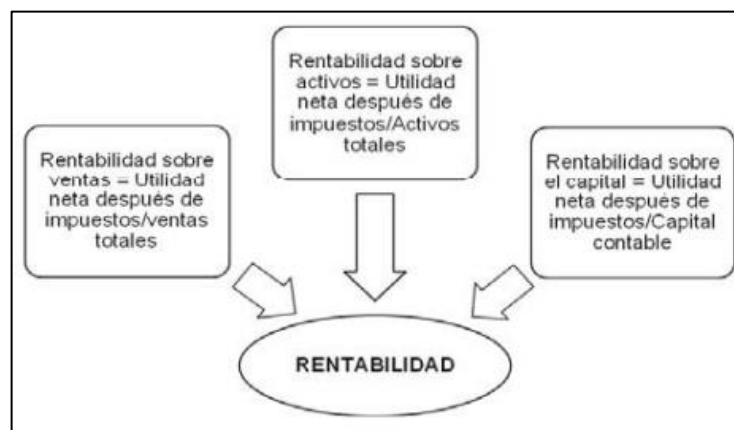 Rentabilidad sobre
activos = Utilidad
neta después de
impuestos/Activos
totales
Rentabilidad sobre
ventas = Utilidad
neta después de
impuestos/ventas
totales
Rentabilidad sobre
el capital = Utilidad
neta después de
impuestos/Capital
contable
RENTABILIDAD